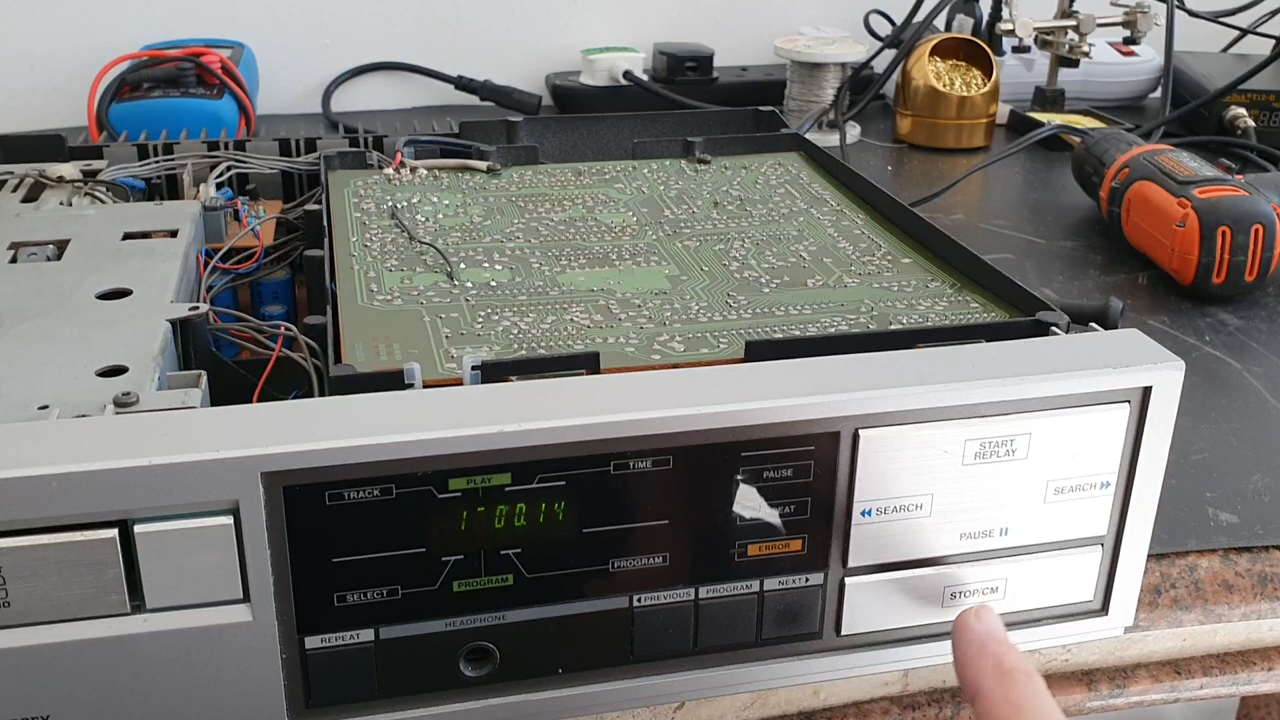 TRACK
PLAY
TIME
1 00.14
SELECT
PROGRAM
PROGRAM
PAUSE
ERROR
START
REPLAY
SEARCH
SEARCH
PAUSE
STOP/CM
REPEAT
HEADPHONE
PREVIOUS
PROGRAM
NEXT